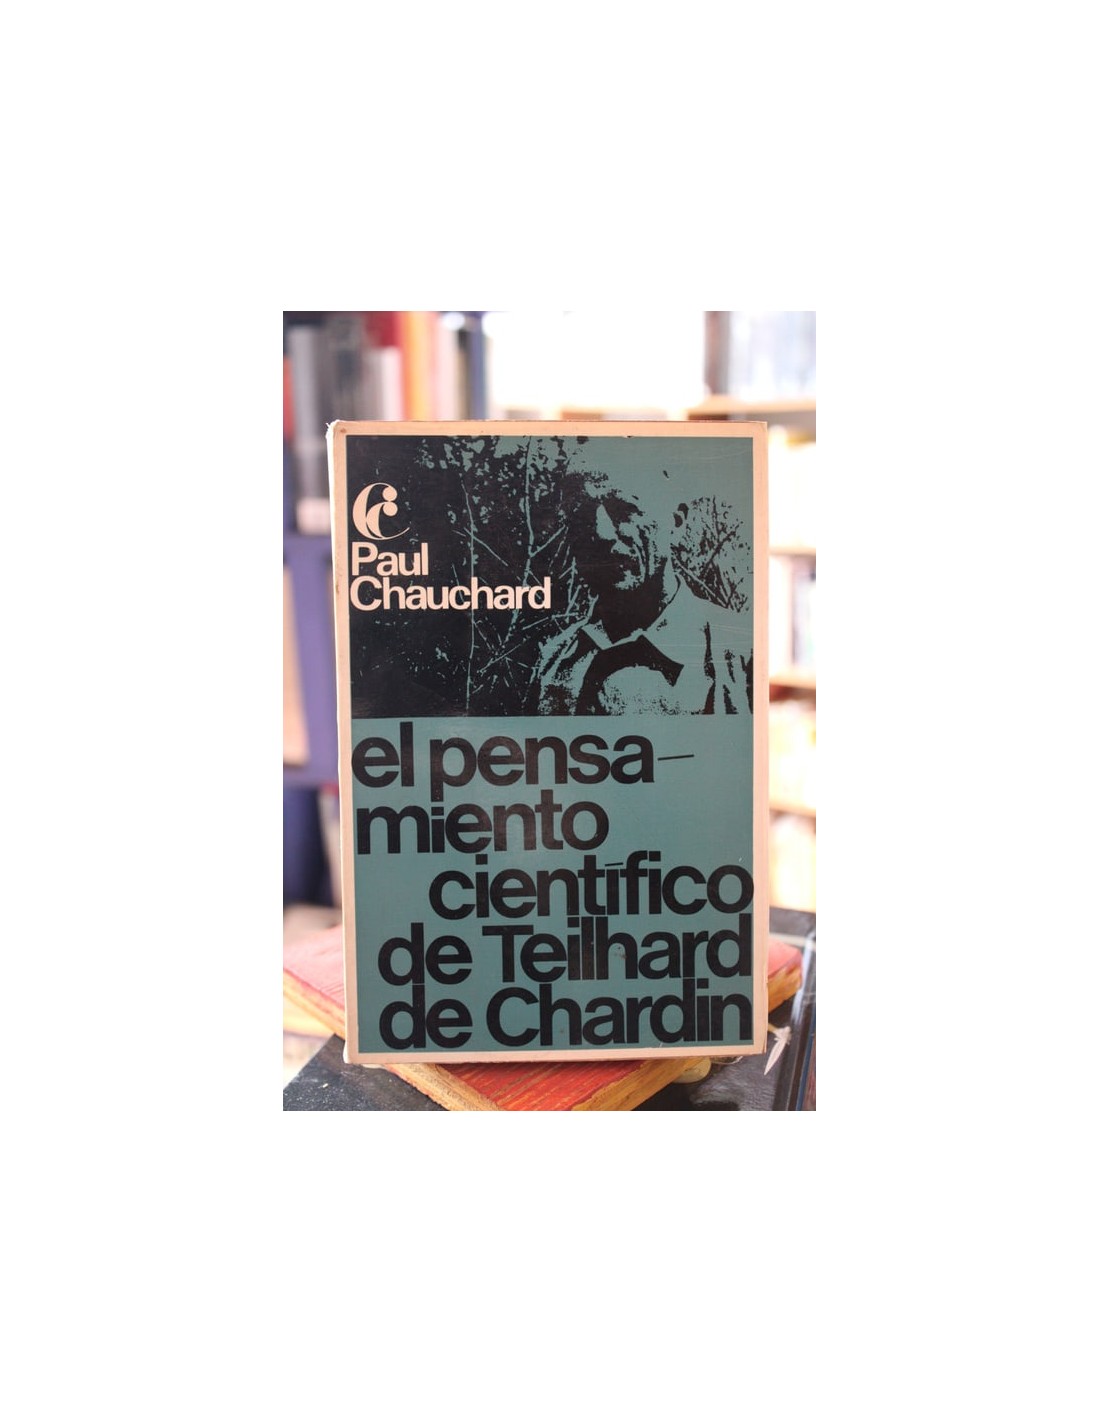 Paul
Chauchard
el pensa-
miento
científico
de Teilhard
de Chardin